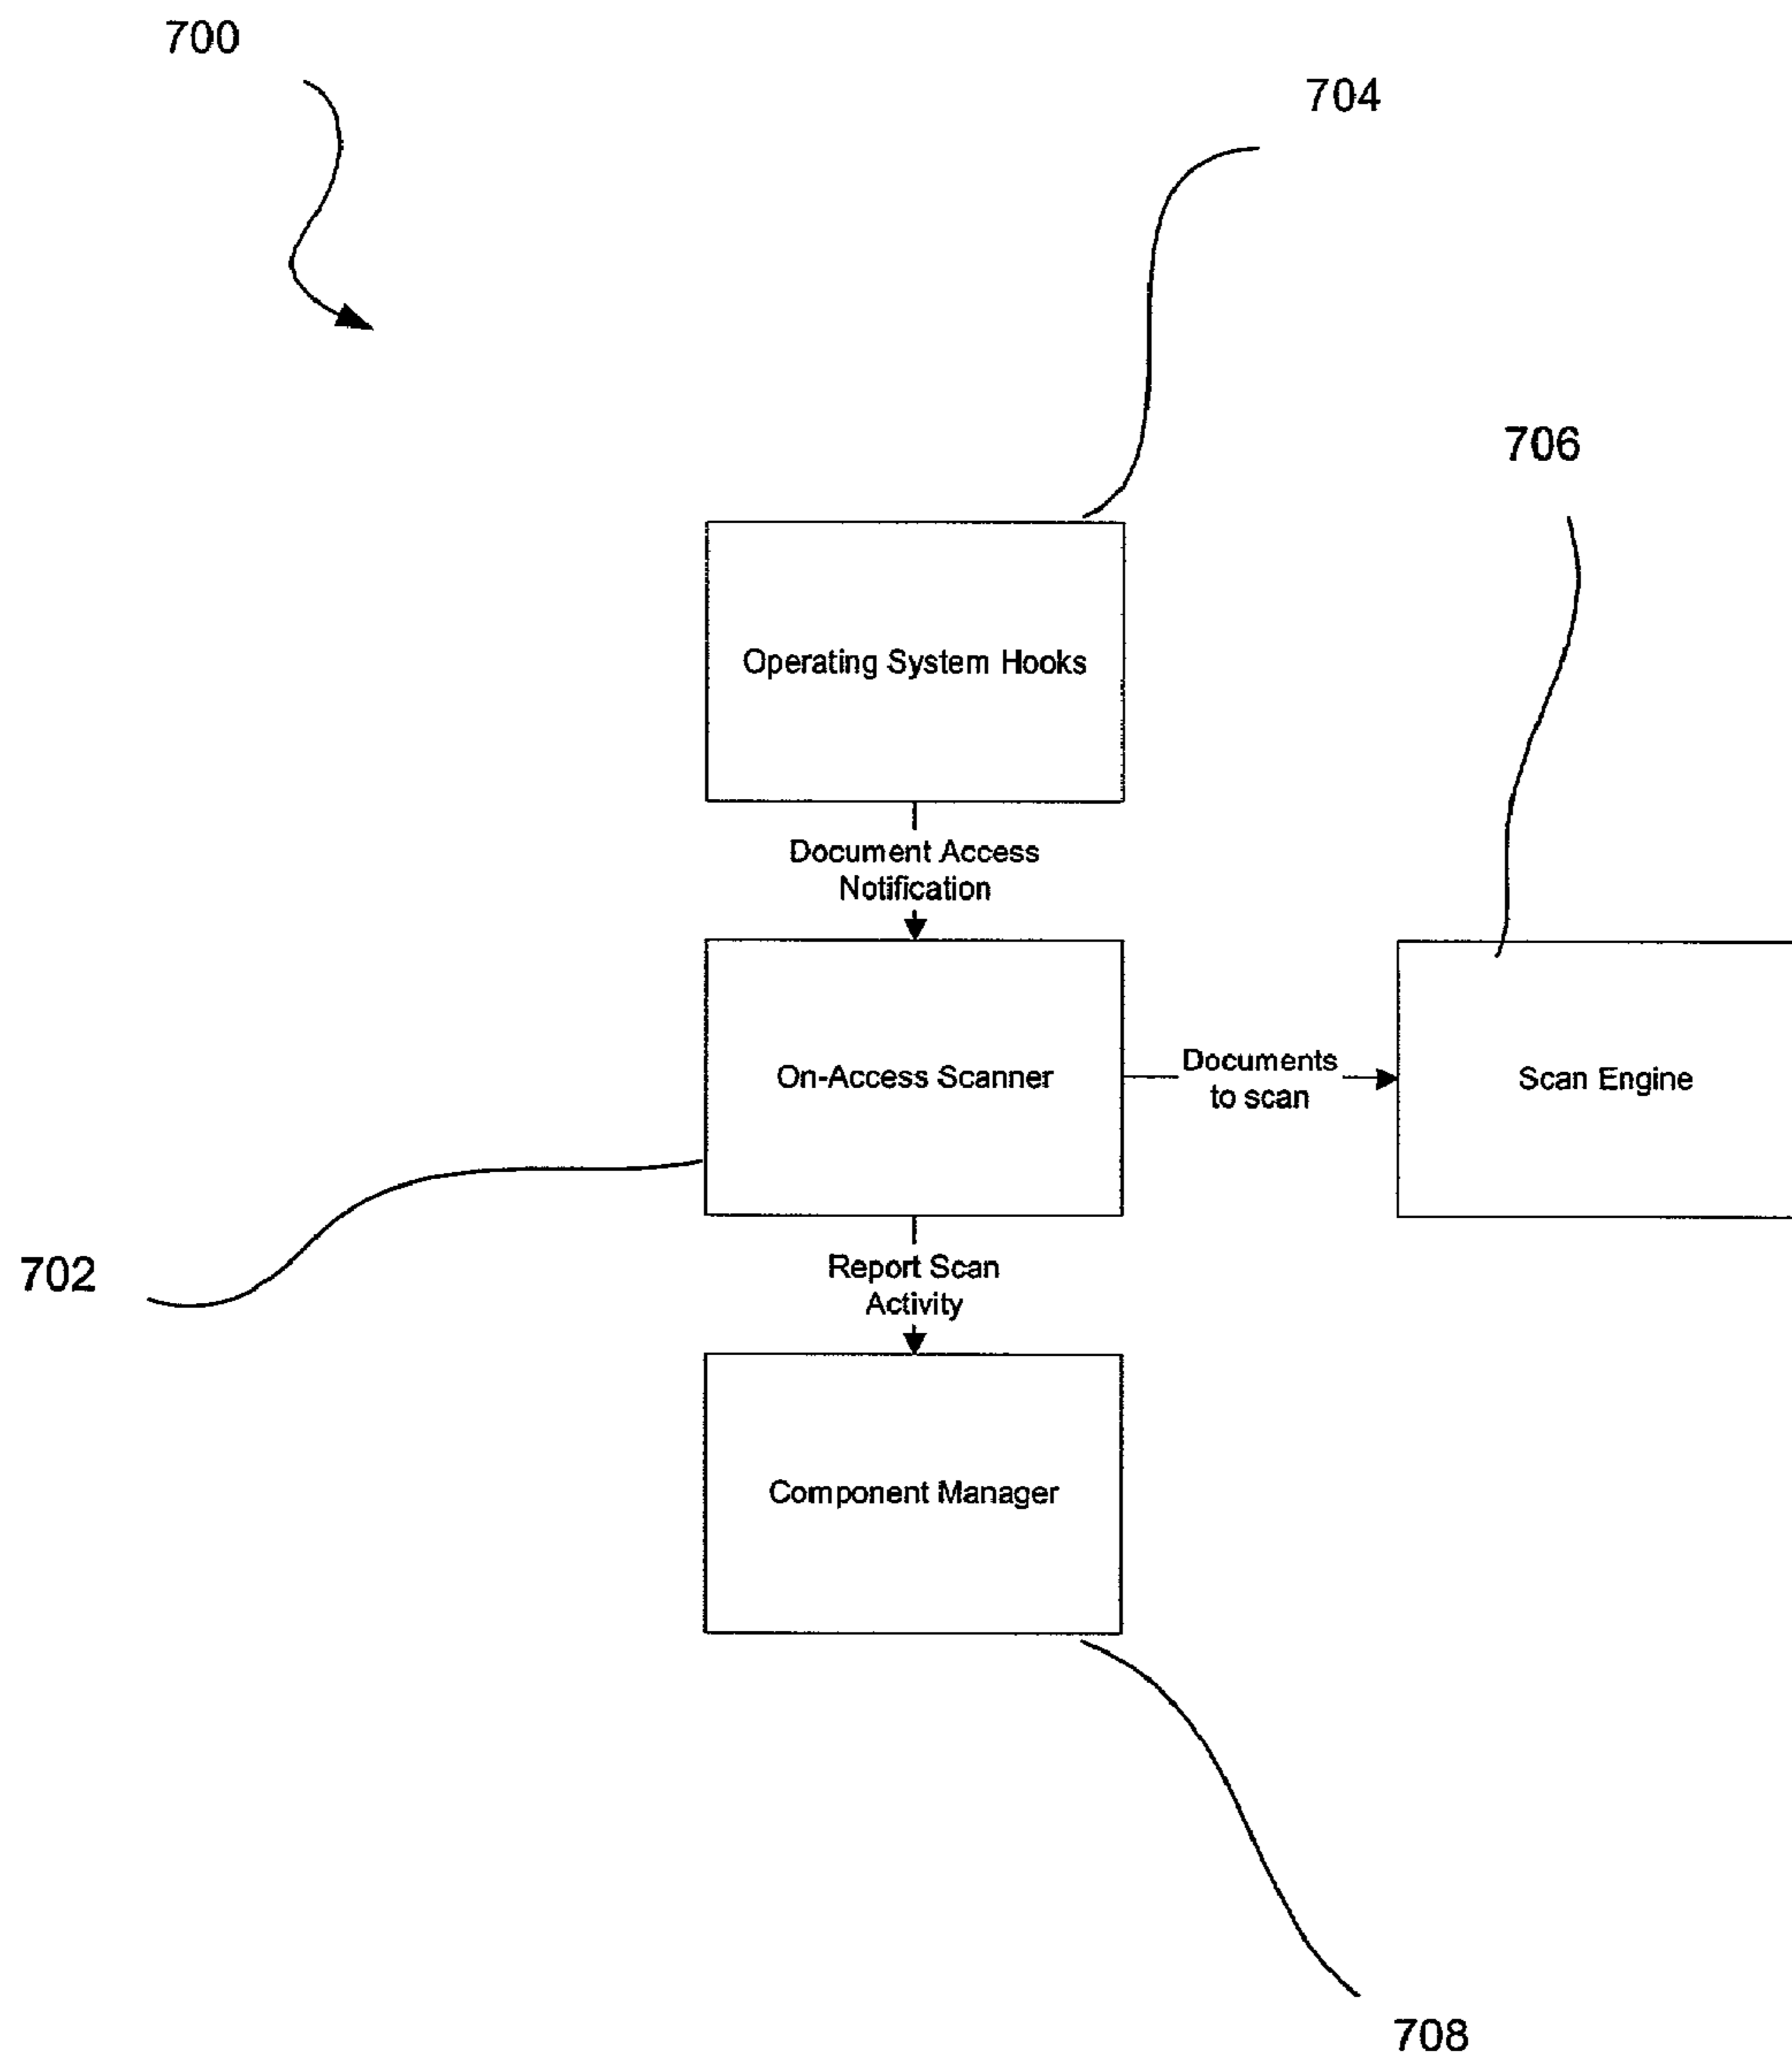 700
704
706
Operating System Hooks
Document Access
Notification
On-Access Scanner
Documents
to scan
Scan Engine
702
Report Scan
Activity
Component Manager
708